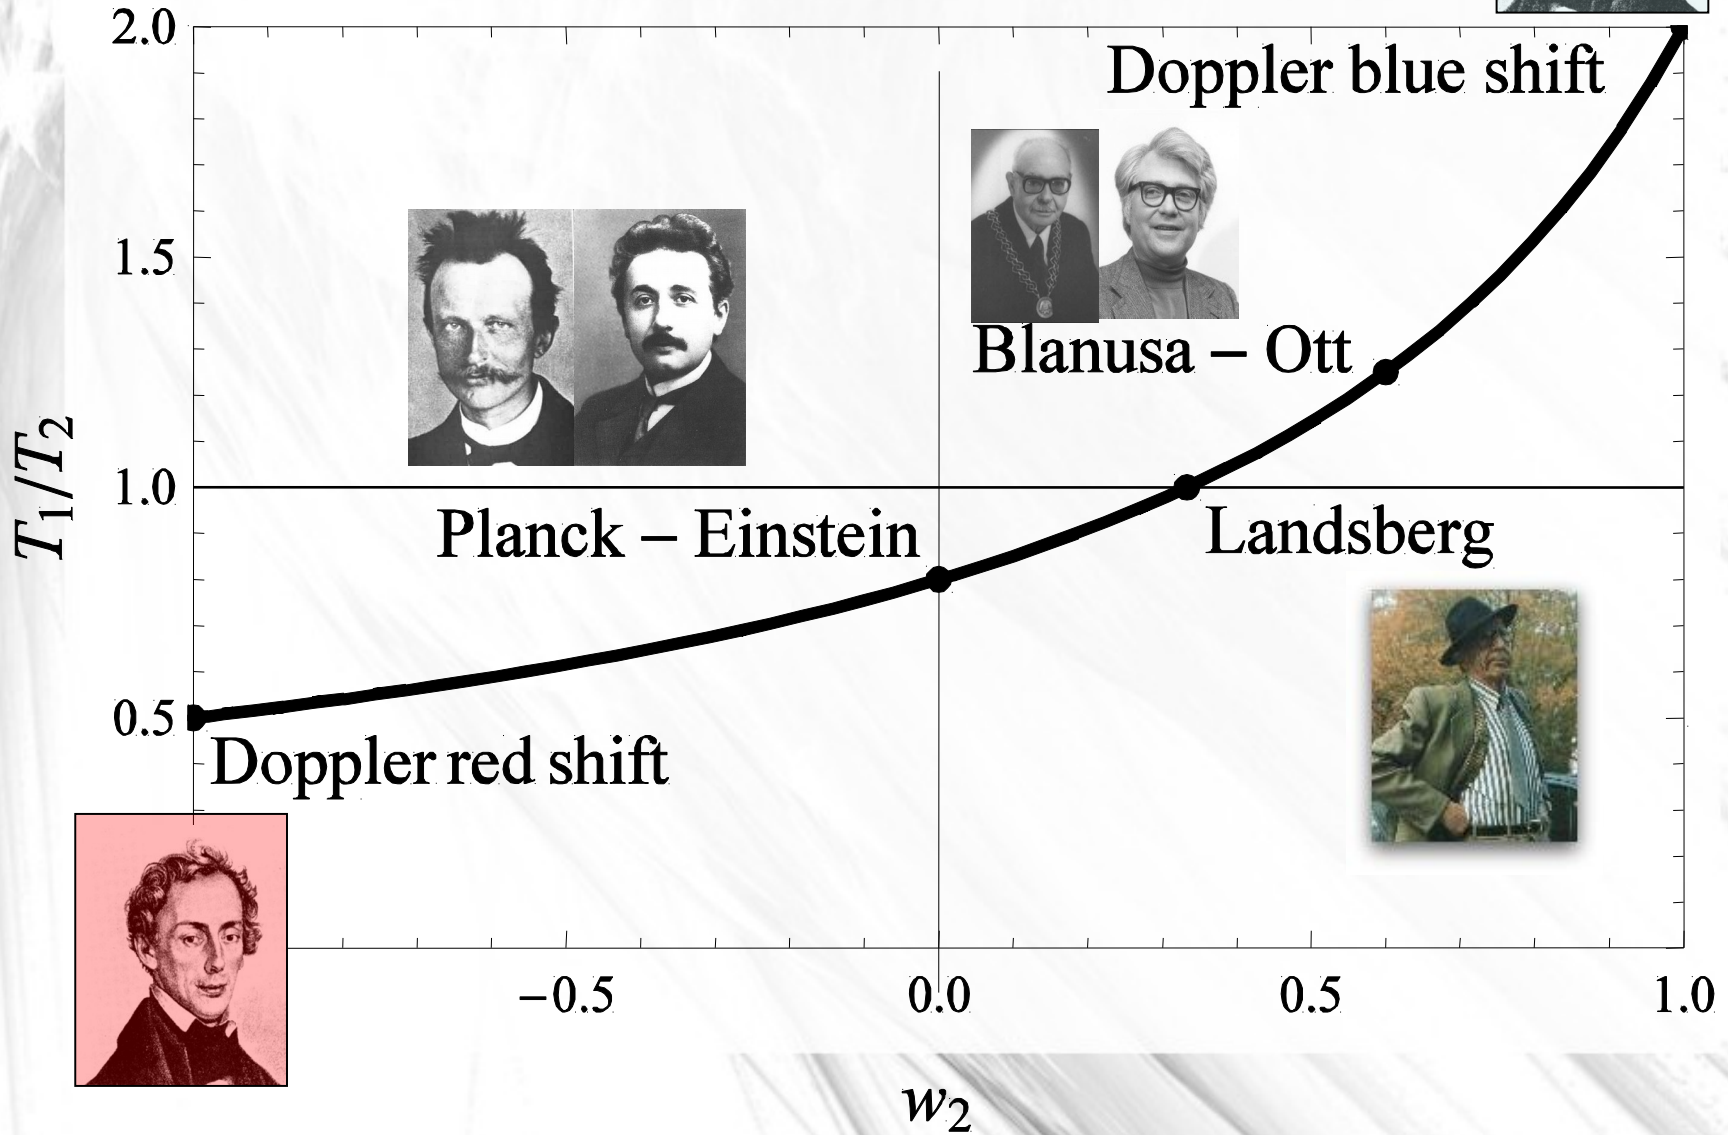 2.0
Doppler blue shift
1.5
Blanusa – Ott
T₁/T₂
1.0
Planck – Einstein
Landsberg
0.5
Doppler red shift
−0.5
0.0
0.5
1.0
w₂